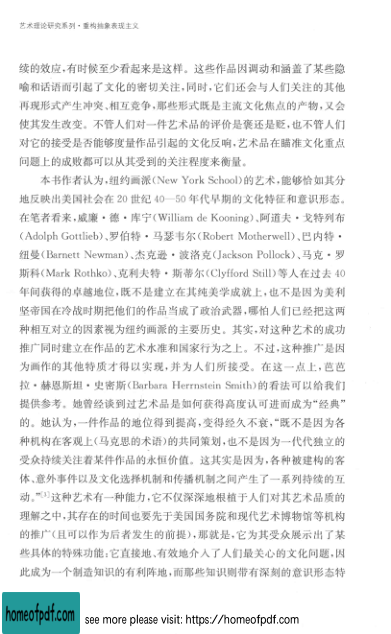 艺术理论研究系列·重构抽象表现主义
续的效应,有时候至少看起来是这样。这些作品因调动和涵盖了某些隐
喻和话语而引起了文化的密切关注,同时,它们还会与人们关注的其他
再现形式产生冲突、相互竞争,那些形式既是主流文化焦点的产物,又会
使其发生改变。不管人们对一件艺术品的评价是褒还是贬,也不管人们
对它的接受是否能够度量作品引起的文化反响,艺术品在瞄准文化重点
问题上的成败都可以从其受到的关注程度来衡量。
本书作者认为,纽约画派(New York School)的艺术,能够恰如其分
地反映出美国社会在20世纪40—50年代早期的文化特征和意识形态。
在笔者看来,威廉·德·库宁(William de Kooning)、阿道夫·戈特列布
(Adolph Gottlieb)、罗伯特·马瑟韦尔(Robert Motherwell)、巴内特·
纽曼(Barnett Newman)、杰克逊·波洛克(Jackson Pollock)、马克·罗
斯科(Mark Rothko)、克利夫特·斯蒂尔(Clyfford Still)等人在过去40
年间获得的卓越地位,既不是建立在其纯美学成就上,也不是因为美利
坚帝国在冷战时期把他们的作品当成了政治武器,哪怕人们已经把这两
种相互对立的因素视为纽约画派的主要历史。其实,对这种艺术的成功
推广同时建立在作品的艺术水准和国家行为之上。不过,这种推广是因
为画作的其他特质才得以实现,并为人们所接受。在这一点上,芭芭
拉·赫恩斯坦·史密斯(Barbara Herrnstein Smith)的看法可以给我们
提供参考。她曾经谈到过艺术品是如何获得高度认可进而成为“经典”
的。她认为,一件作品的地位得到提高,变得经久不衰,“既不是因为各
种机构在客观上(马克思的术语)的共同策划,也不是因为一代代独立的
受众持续关注着某件作品的永恒价值。这其实是因为,各种被建构的客
体、意外事件以及文化选择机制和传播机制之间产生了一系列持续的互
动。”[3]这种艺术有一种能力,它不仅深深地根植于人们对其艺术品质的
理解之中,其存在的时间也要先于美国国务院和现代艺术博物馆等机构
的推广(且可以作为后者发生的前提),那就是,它为其受众展示出了某
些具体的特殊功能:它直接地、有效地介入了人们最关心的文化问题,因
此成为一个制造知识的有利阵地,而那些知识则带有深刻的意识形态特
homeofpdf.com
see more please visit: https://homeofpdf.com